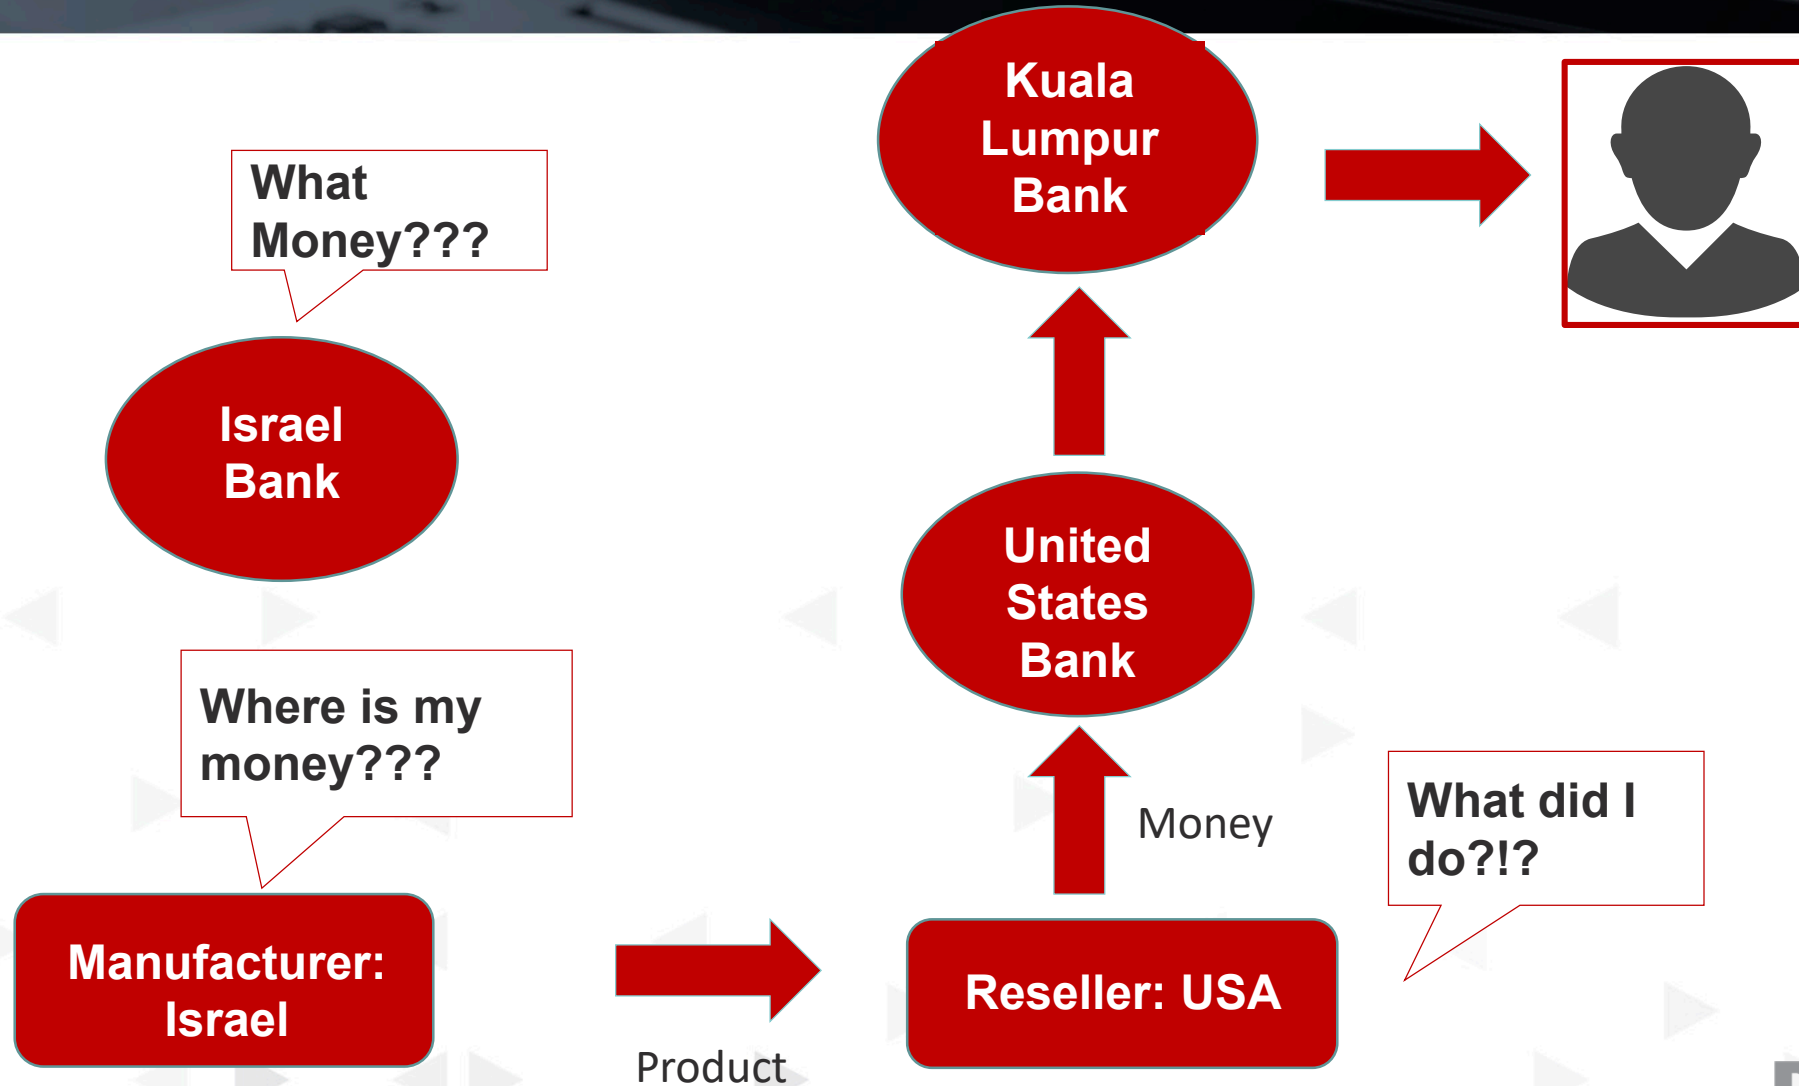 Kuala
Lumpur
Bank
What
Money???
Israel
Bank
United
States
Bank
Where is my
money???
Money
What did I
do?!?
Manufacturer:
Israel
Reseller: USA
Product